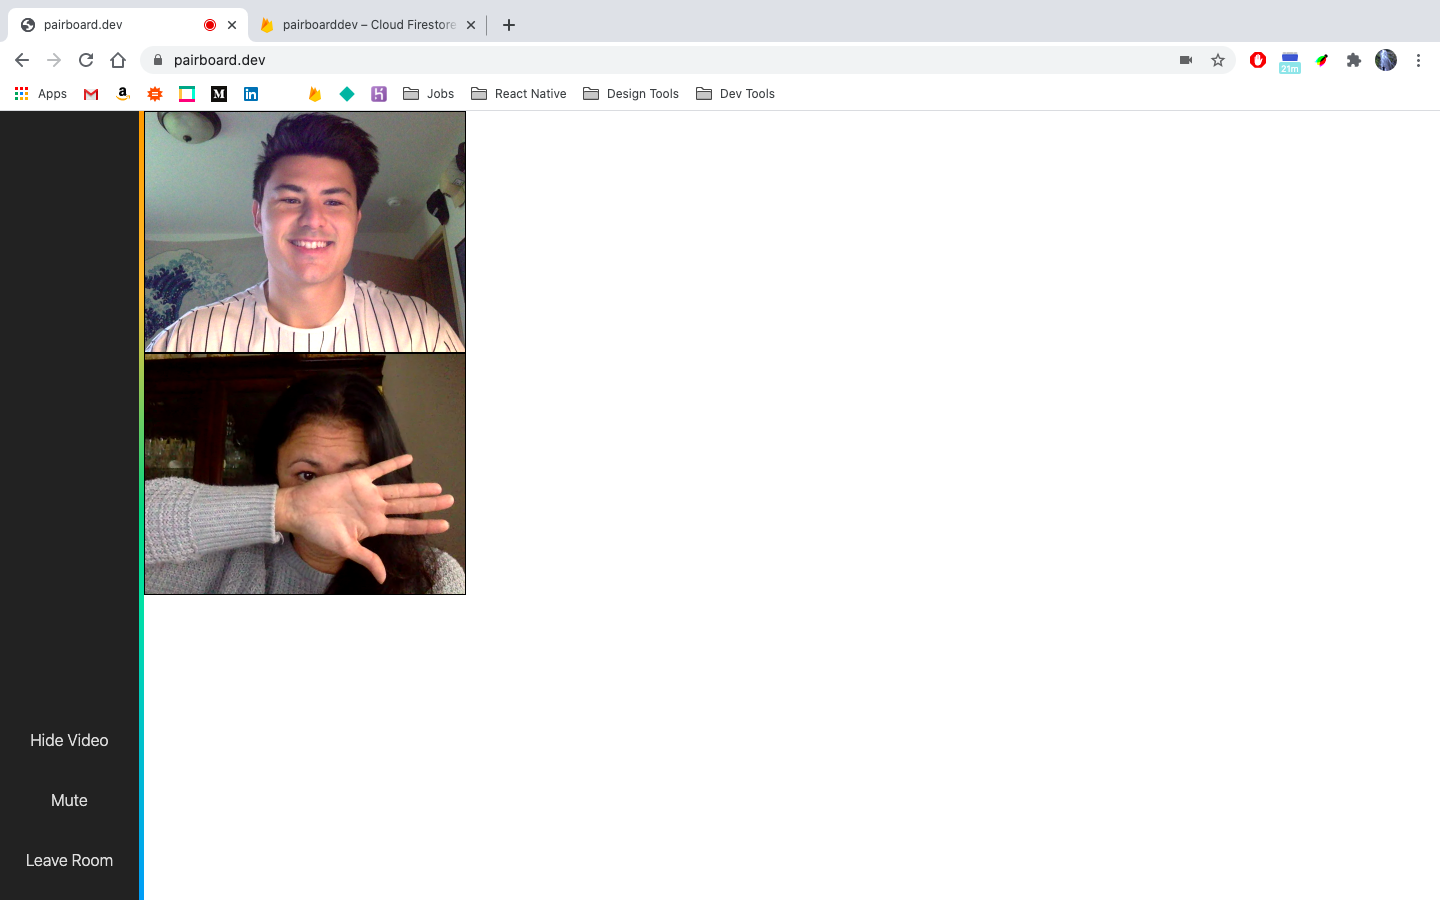 pairboard.dev
pairboarddev – Cloud Firestore
pairboard.dev
21m
Apps
M
a
M
in
Jobs
React Native
Design Tools
Dev Tools
Hide Video
Mute
Leave Room